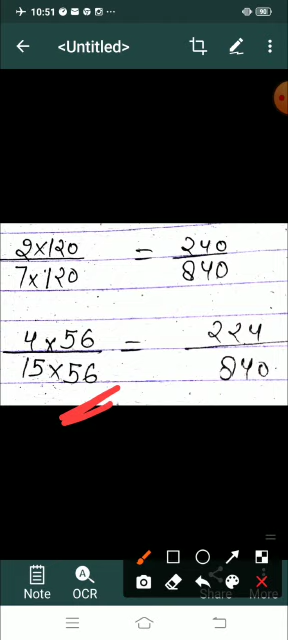 10:51
90
<Untitled>
2×120 = 240
7×120 840
4×56 = 224
15×56 840.
A
Note OCR Share More